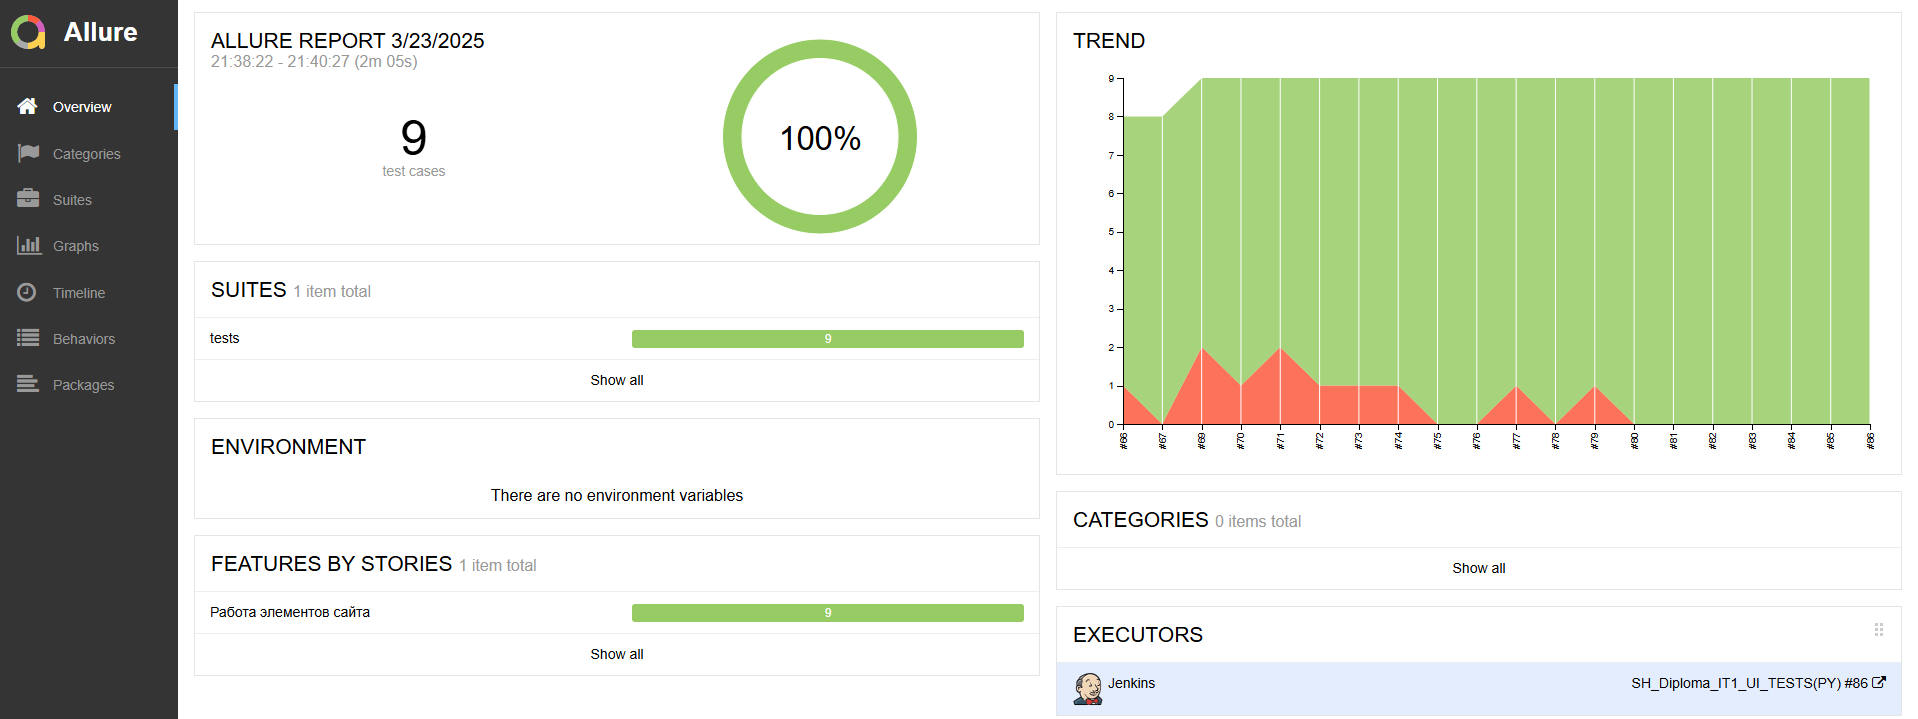 Allure
Overview
Categories
Suites
Graphs
Timeline
Behaviors
Packages
ALLURE REPORT 3/23/2025
21:38:22 - 21:40:27 (2m 05s)
9
test cases
100%
SUITES 1 item total
tests 9
Show all
ENVIRONMENT
There are no environment variables
FEATURES BY STORIES 1 item total
Работа элементов сайта 9
Show all
TREND
9
8
7
6
5
4
3
2
1
0
#66 #67 #69 #70 #71 #72 #73 #74 #75 #76 #77 #78 #79 #80 #81 #82 #83 #84 #85 #86
CATEGORIES 0 items total
Show all
EXECUTORS
Jenkins SH_Diploma_IT1_UI_TESTS(PY) #86